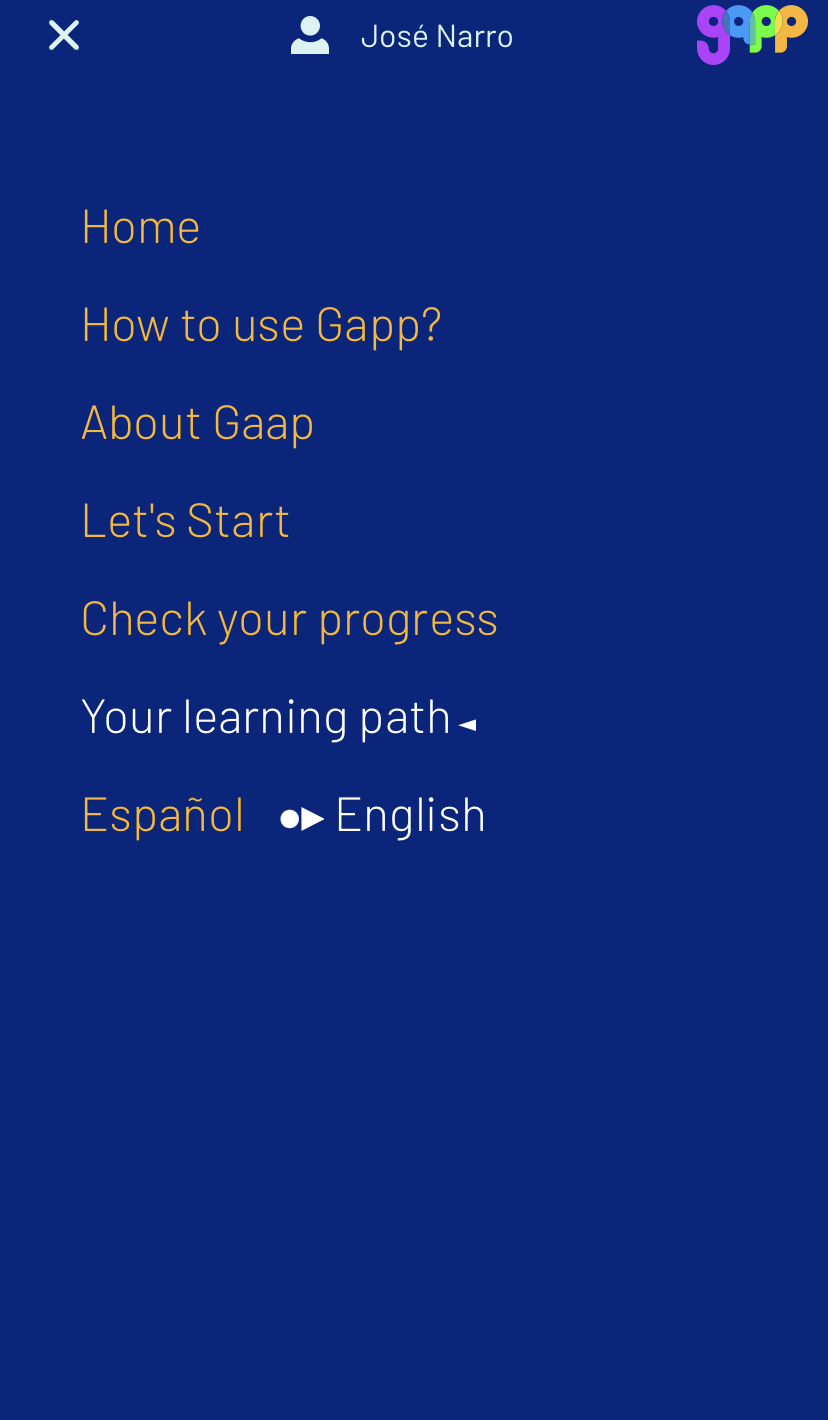 José Narro
gapp
Home
How to use Gapp?
About Gaap
Let's Start
Check your progress
Your learning path
Español English